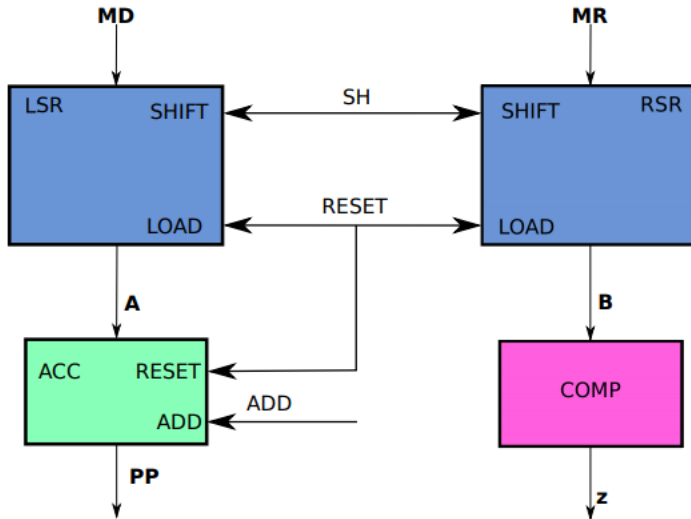 MD
MR
LSR
SHIFT
SH
SHIFT
RSR
LOAD
RESET
LOAD
A
B
ACC
RESET
ADD
ADD
COMP
PP
z